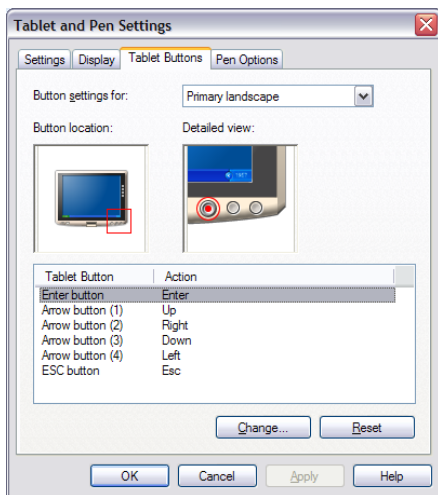 Tablet and Pen Settings
Settings Display Tablet Buttons Pen Options
Button settings for: Primary landscape
Button location: Detailed view:
Tablet Button Action
Enter button Enter
Arrow button (1) Up
Arrow button (2) Right
Arrow button (3) Down
Arrow button (4) Left
ESC button Esc
Change... Reset
OK Cancel Apply Help